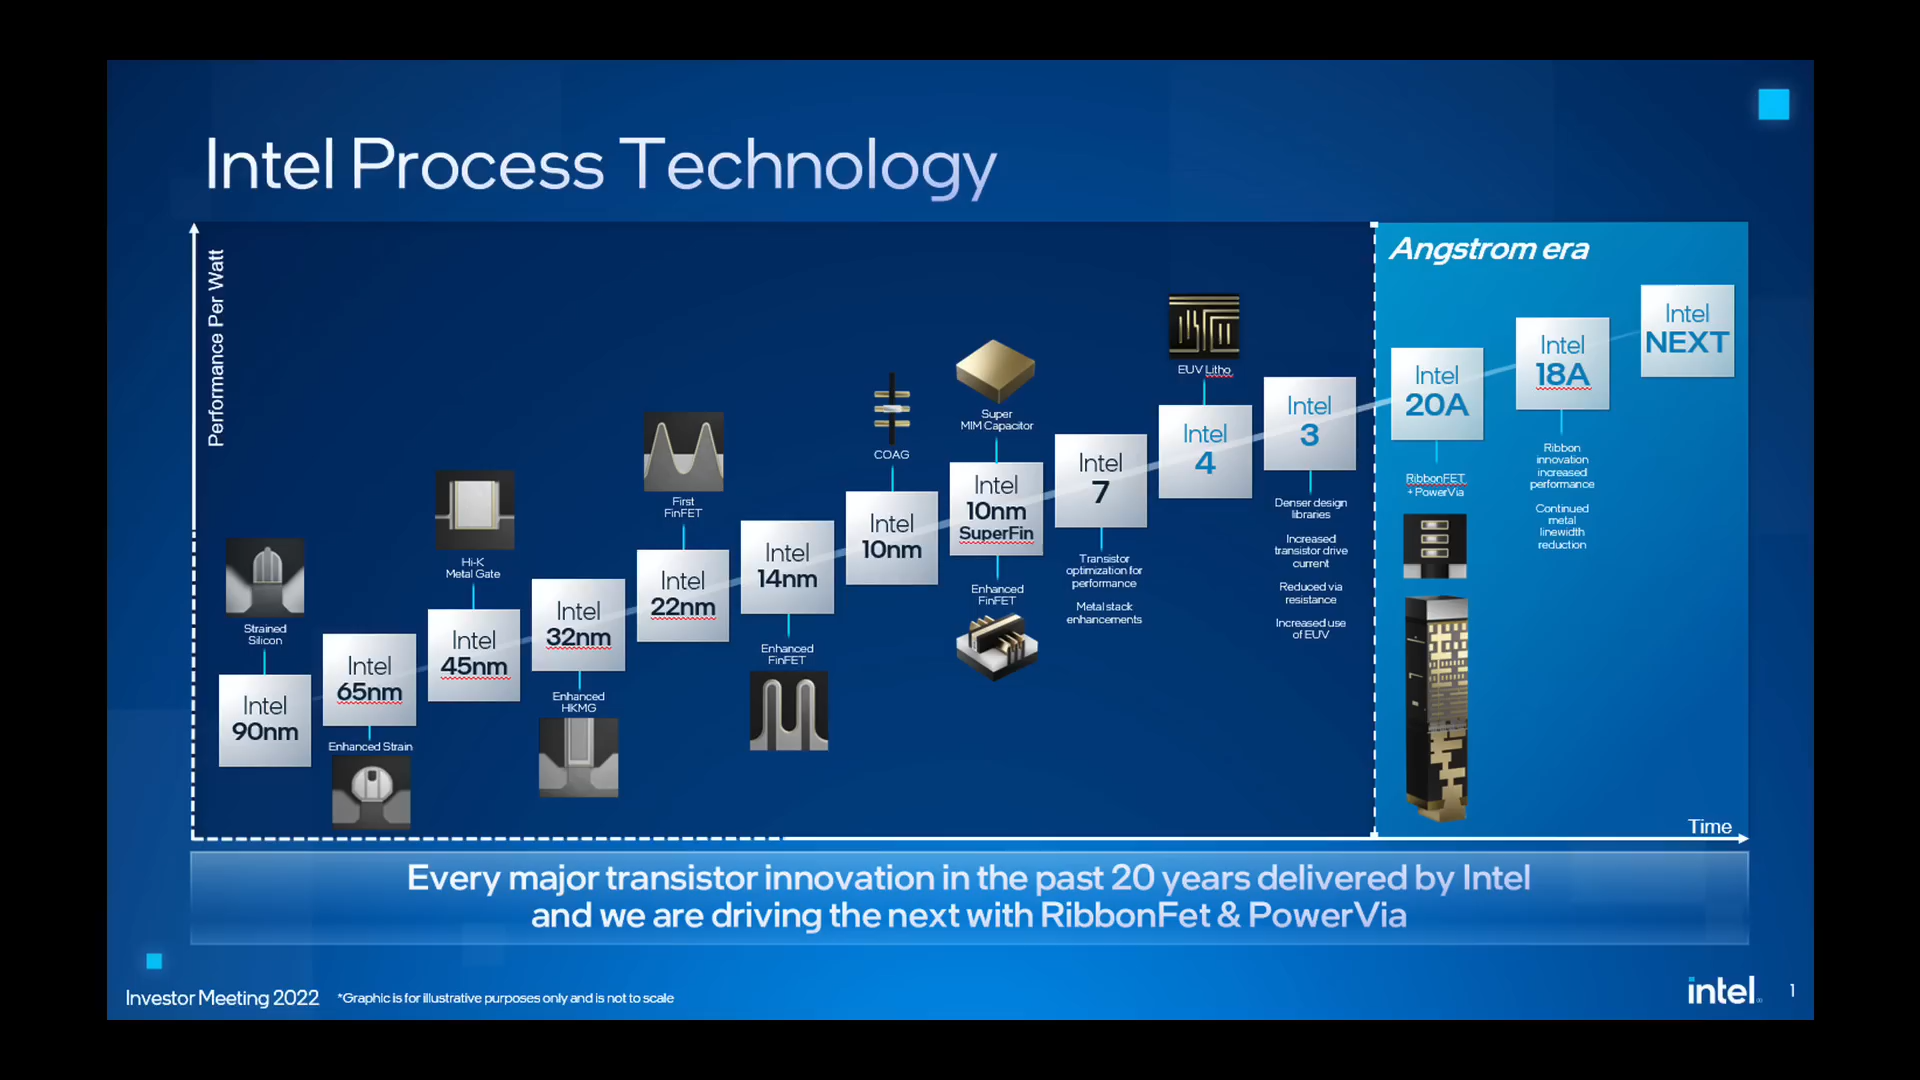 Intel Process Technology
Performance Per Watt
Angstrom era
Strained
Silicon
Intel
90nm
Intel
65nm
Enhanced Strain
Hi-K
Metal Gate
Intel
45nm
Intel
32nm
Enhanced
HKMG
First
FinFET
Intel
22nm
Intel
14nm
Enhanced
FinFET
COAG
Intel
10nm
Super
MIM Capacitor
Intel
10nm
SuperFin
Enhanced
FinFET
Intel
7
Transistor
optimization for
performance
Metal stack
enhancements
EUV Litho
Intel
4
Intel
3
Denser design
libraries
Increased
transistor drive
current
Reduced via
resistance
Increased use
of EUV
Intel
20A
RibbonFET
+ PowerVia
Intel
18A
Ribbon
innovation
increased
performance
Continued
metal
linewidth
reduction
Intel
NEXT
Time
Every major transistor innovation in the past 20 years delivered by Intel
and we are driving the next with RibbonFet & PowerVia
Investor Meeting 2022
*Graphic is for illustrative purposes only and is not to scale
intel.
1